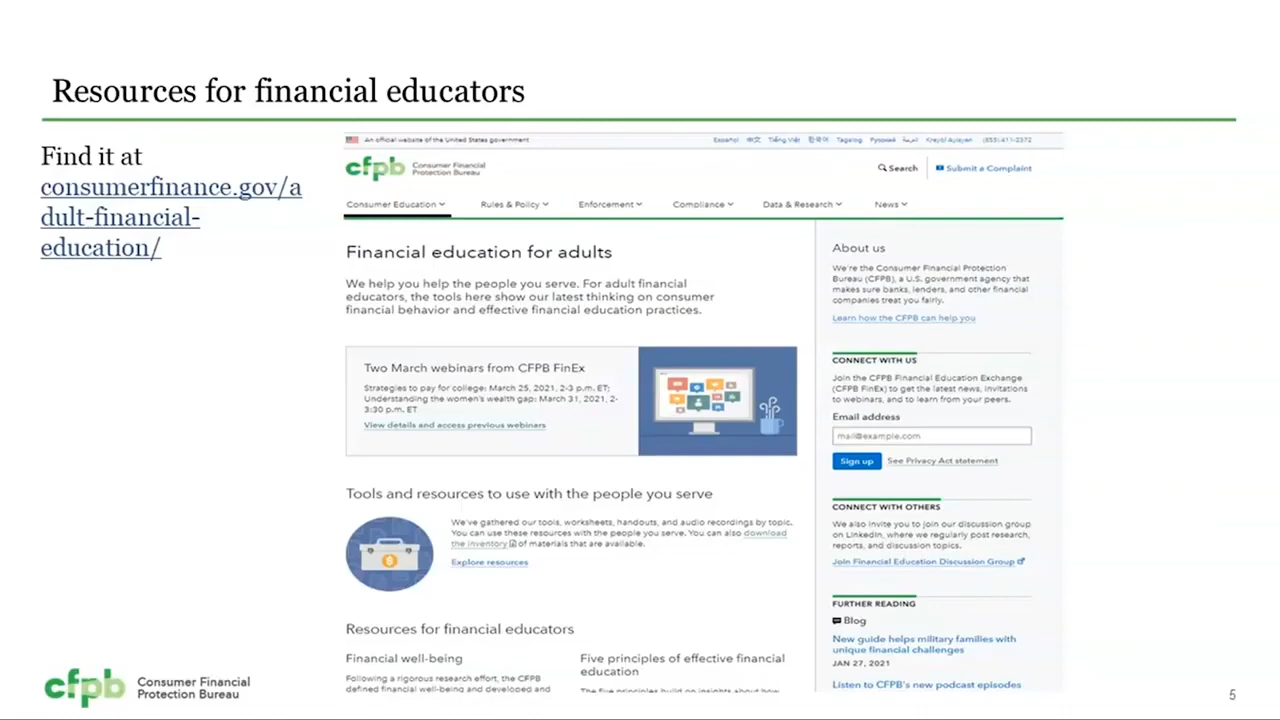 Resources for financial educators
Find it at
consumerfinance.gov/a
dult-financial-
education/
An official website of the United States government
Español 中文 Tiếng Việt 한국어 Tagalog Русский العربية Kreyòl Ayisyen (855) 411-2372
cfpb Consumer Financial
Protection Bureau
Search
Submit a Complaint
Consumer Education
Rules & Policy
Enforcement
Compliance
Data & Research
News
Financial education for adults
We help you help the people you serve. For adult financial
educators, the tools here show our latest thinking on consumer
financial behavior and effective financial education practices.
Two March webinars from CFPB FinEx
Strategies to pay for college: March 25, 2021, 2-3 p.m. ET;
Understanding the women's wealth gap: March 31, 2021, 2-
3:30 p.m. ET
View details and access previous webinars
Tools and resources to use with the people you serve
We've gathered our tools, worksheets, handouts, and audio recordings by topic.
You can use these resources with the people you serve. You can also download
the inventory of materials that are available.
Explore resources
Resources for financial educators
Financial well-being
Following a rigorous research effort, the CFPB
defined financial well-being and developed and
Five principles of effective financial
education
The five principles build on insights about how
About us
We're the Consumer Financial Protection
Bureau (CFPB), a U.S. government agency that
makes sure banks, lenders, and other financial
companies treat you fairly.
Learn how the CFPB can help you
CONNECT WITH US
Join the CFPB Financial Education Exchange
(CFPB FinEx) to get the latest news, invitations
to webinars, and to learn from your peers.
Email address
mail@example.com
Sign up
See Privacy Act statement
CONNECT WITH OTHERS
We also invite you to join our discussion group
on LinkedIn, where we regularly post research,
reports, and discussion topics.
Join Financial Education Discussion Group
FURTHER READING
Blog
New guide helps military families with
unique financial challenges
JAN 27, 2021
Listen to CFPB's new podcast episodes
cfpb Consumer Financial
Protection Bureau
5